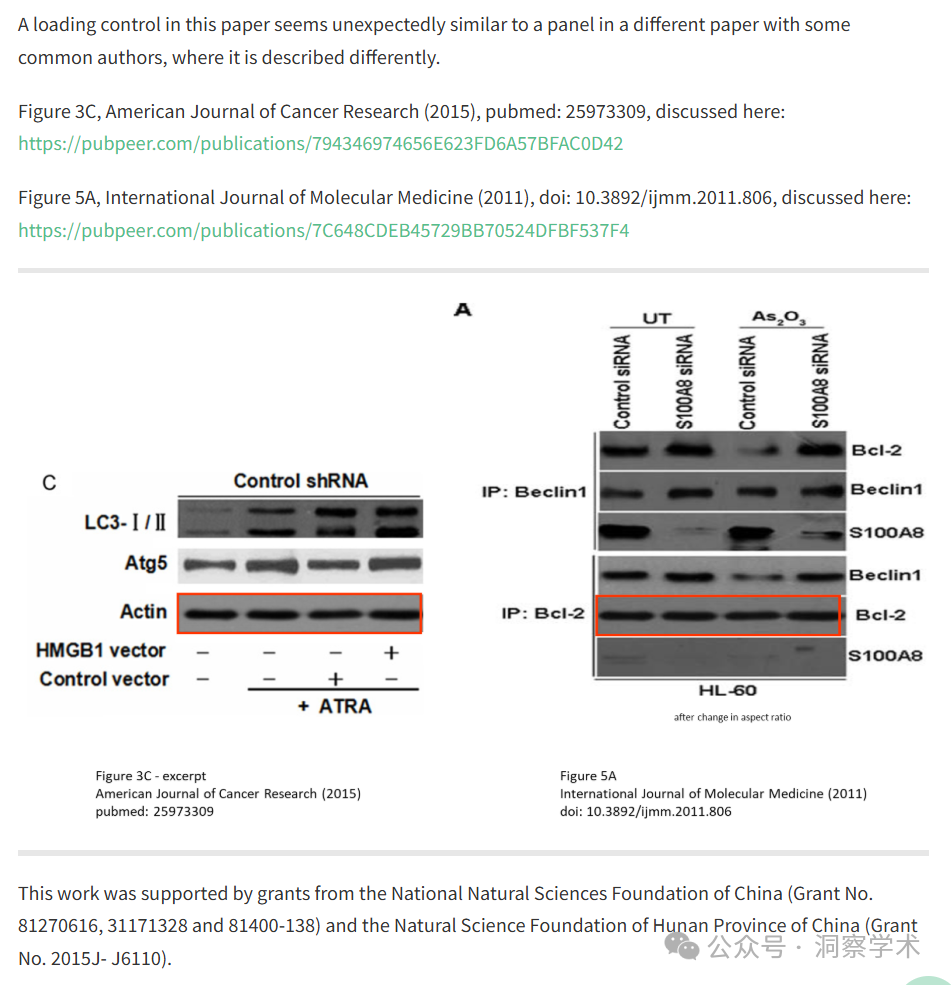 A loading control in this paper seems unexpectedly similar to a panel in a different paper with some
common authors, where it is described differently.
Figure 3C, American Journal of Cancer Research (2015), pubmed: 25973309, discussed here:
https://pubpeer.com/publications/794346974656E623FD6A57BFAC0D42
Figure 5A, International Journal of Molecular Medicine (2011), doi: 10.3892/ijmm.2011.806, discussed here:
https://pubpeer.com/publications/7C648CDEB45729BB70524DFBF537F4
C
Control shRNA
LC3-Ⅰ/Ⅱ
Atg5
Actin
HMGB1 vector − − − +
Control vector − − + −
+ ATRA
A
UT As2O3
Control siRNA
S100A8 siRNA
Control siRNA
S100A8 siRNA
Bcl-2
IP: Beclin1 Beclin1
S100A8
Beclin1
IP: Bcl-2 Bcl-2
S100A8
HL-60
after change in aspect ratio
Figure 3C - excerpt
American Journal of Cancer Research (2015)
pubmed: 25973309
Figure 5A
International Journal of Molecular Medicine (2011)
doi: 10.3892/ijmm.2011.806
This work was supported by grants from the National Natural Sciences Foundation of China (Grant No.
81270616, 31171328 and 81400-138) and the Natural Science Foundation of Hunan Province of China (Grant
No. 2015J- J6110).
公众号 · 洞察学术